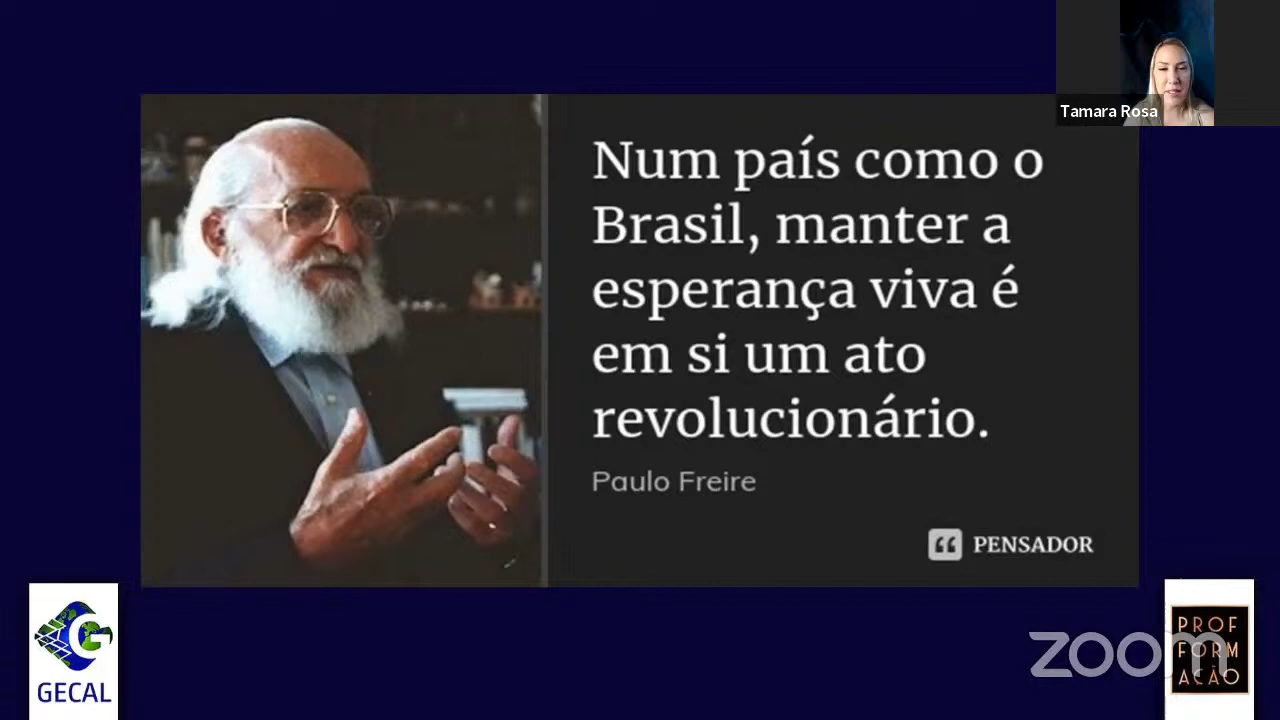 Tamara Rosa
Num país como o
Brasil, manter a
esperança viva é
em si um ato
revolucionário.
Paulo Freire
PENSADOR
GECAL
zoom
PROF
FORM
AÇÃO